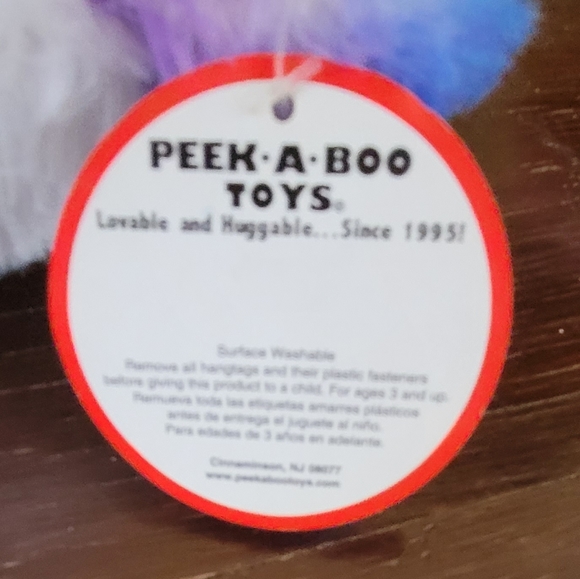 PEEK·A·BOO
TOYS®
Lovable and Huggable...Since 1995!
Surface Washable
Remove all hangtags and their plastic fasteners
before giving this product to a child. For ages 3 and up.
Remueva toda las etiquetas amarres plásticos
antes de entrega el juguete al niño.
Para edades de 3 años en adelante.
Cinnaminson, NJ 08077
www.peekabootoys.com